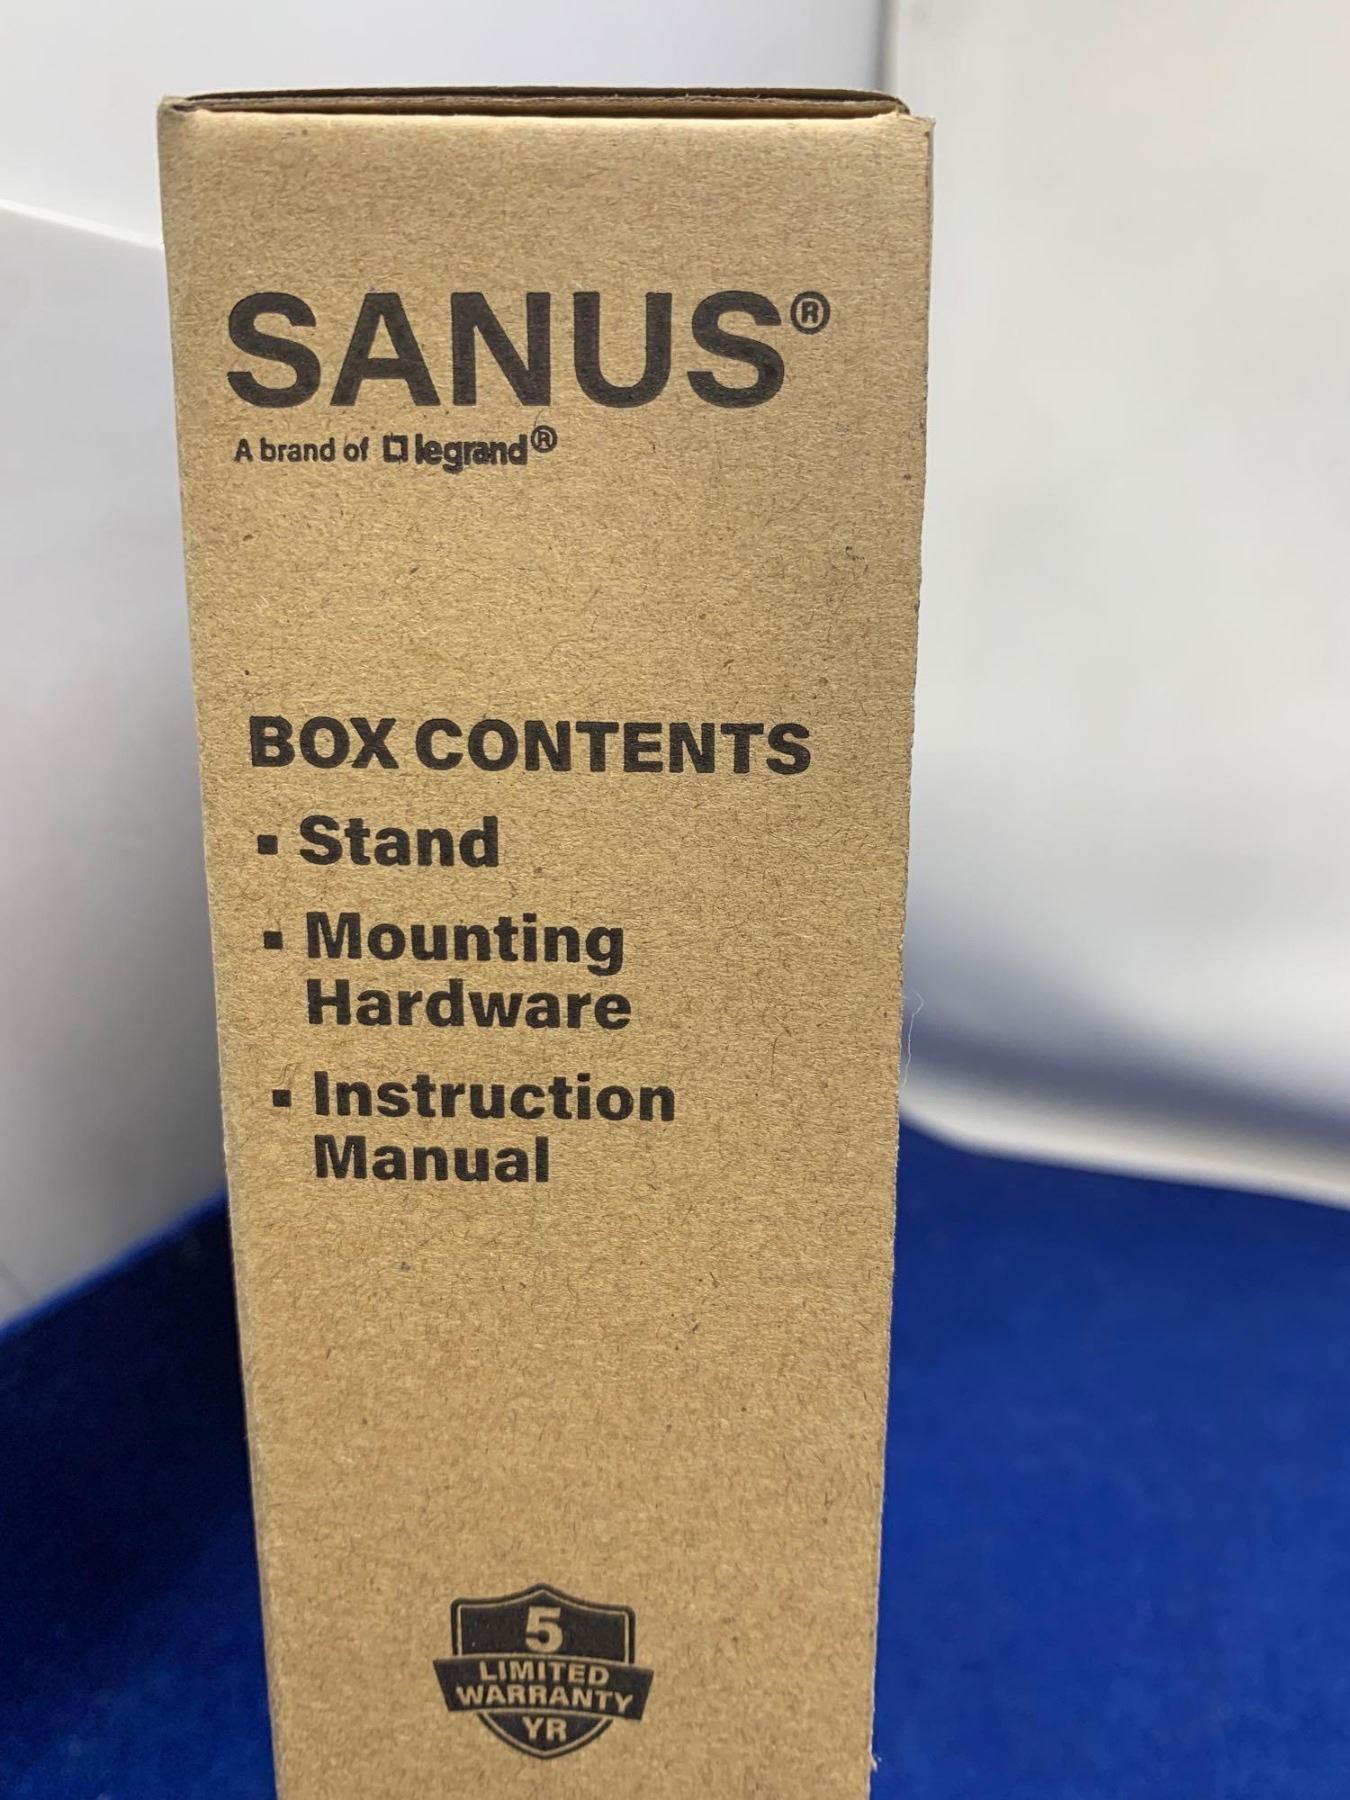 SANUS®
A brand of legrand®
BOX CONTENTS
▪ Stand
▪ Mounting
Hardware
▪ Instruction
Manual
5
LIMITED
WARRANTY
YR